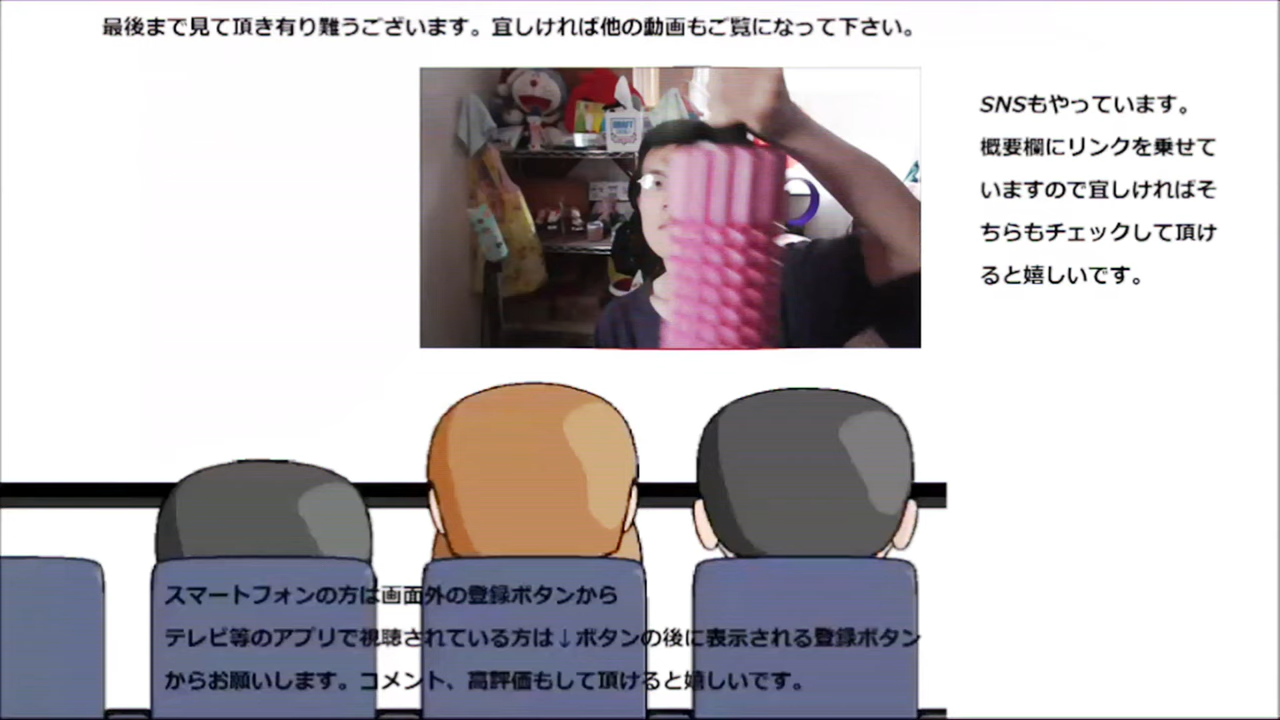 最後まで見て頂き有り難うございます。宜しければ他の動画もご覧になって下さい。
SNSもやっています。
概要欄にリンクを乗せて
いますので宜しければそ
ちらもチェックして頂け
ると嬉しいです。
スマートフォンの方は画面外の登録ボタンから
テレビ等のアプリで視聴されている方は↓ボタンの後に表示される登録ボタン
からお願いします。コメント、高評価もして頂けると嬉しいです。